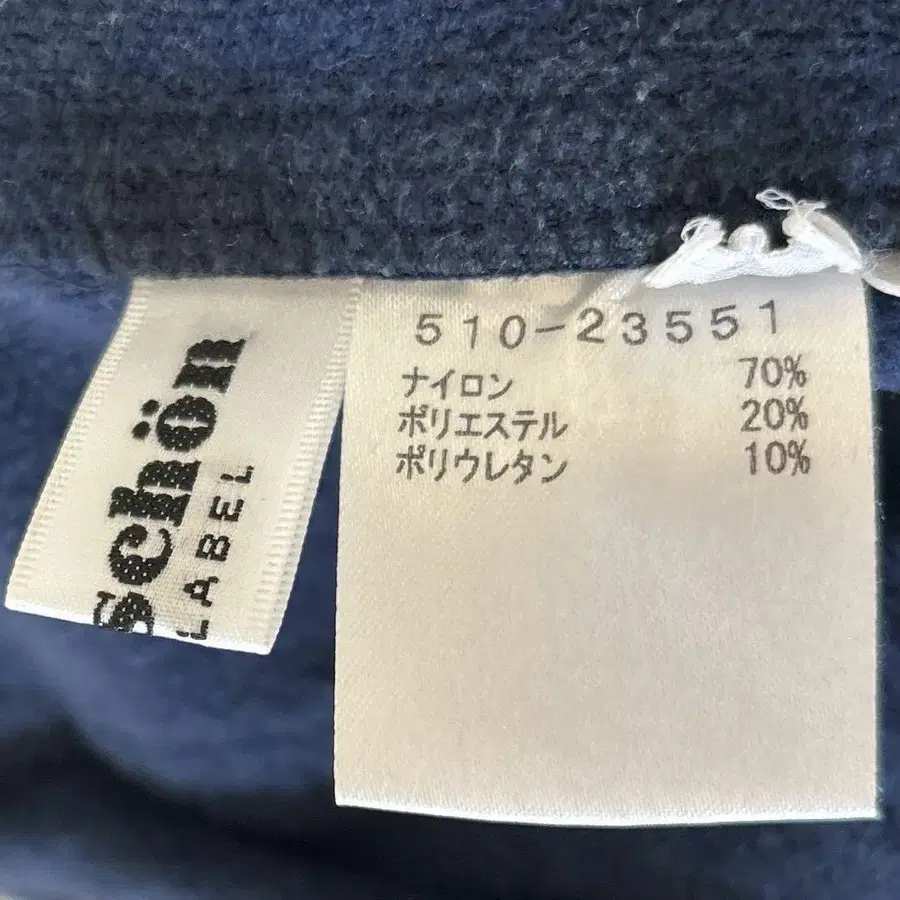 schön
LABEL
510-23551
ナイロン 70%
ポリエステル 20%
ポリウレタン 10%